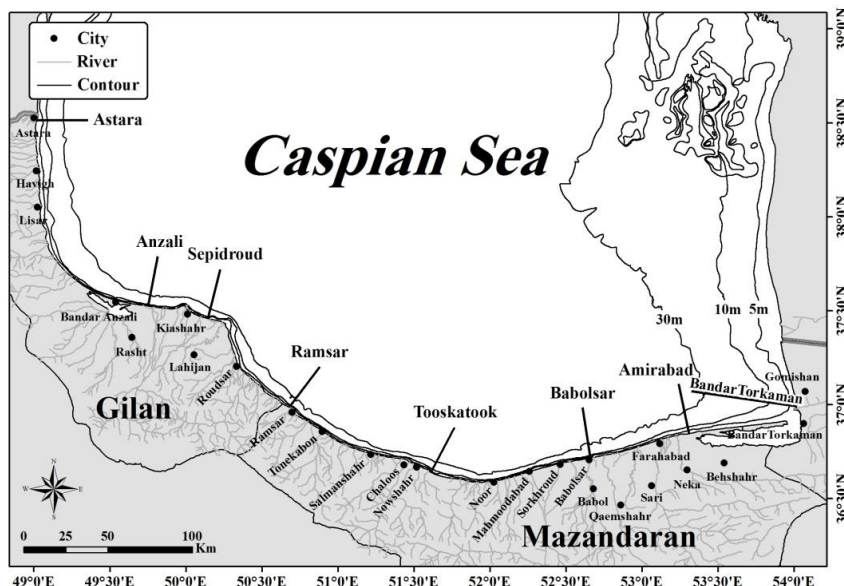 City
River
Contour
Astara
Astara
Havigh
Lisar
Caspian Sea
Anzali
Sepidroud
Bandar Anzali
Kiashahr
Rasht
Lahijan
Roudsar
Gilan
Ramsar
Ramsar
Tonekabon
Salmanshahr
Chaloos
Nowshahr
Tooskatook
Noor
Mahmoodabad
Sorkhroud
Babolsar
Babolsar
Amirabad
30m
10m
5m
Gomishan
BandarTorkaman
BandarTorkaman
Farahabad
Behshahr
Neka
Sari
Babol
Qaemshahr
Mazandaran
N
W
E
S
0 25 50 100
Km
49°0'E 49°30'E 50°0'E 50°30'E 51°0'E 51°30'E 52°0'E 52°30'E 53°0'E 53°30'E 54°0'E
39°0'N
38°30'N
38°0'N
37°30'N
37°0'N
36°30'N